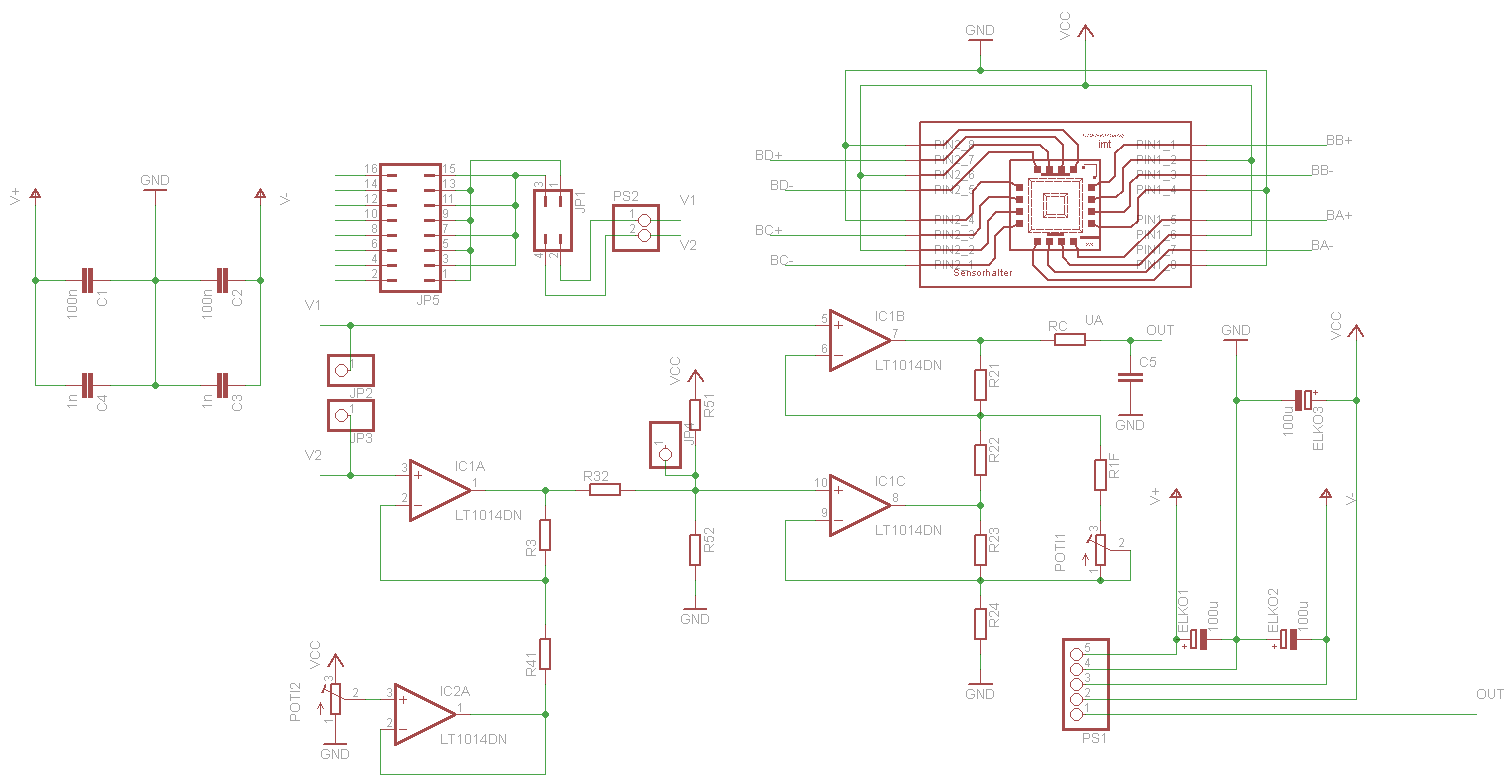 GND
VCC
V+
GND
V-
100n
C1
100n
C2
1n
C4
1n
C3
16
15
14
13
12
11
10
9
8
7
6
5
4
3
2
1
JP5
3
1
4
2
JP1
PS2
1
2
V1
V2
BD+
BD-
BC+
BC-
PIN2_8
PIN2_7
PIN2_6
PIN2_5
PIN2_4
PIN2_3
PIN2_2
PIN2_1
imt
PIN1_1
PIN1_2
PIN1_3
PIN1_4
PIN1_5
PIN1_6
PIN1_7
PIN1_8
Sensorhalter
BB+
BB-
BA+
BA-
V1
1
JP2
1
JP3
V2
3
2
1
IC1A
LT1014DN
R32
R3
R41
VCC
POTI2
3
2
1
GND
3
2
1
IC2A
LT1014DN
VCC
R51
JP4
1
R52
GND
5
6
7
IC1B
LT1014DN
10
9
8
IC1C
LT1014DN
RC
UA
OUT
C5
GND
R21
R22
R23
R24
GND
R1F
POTI1
3
2
1
GND
VCC
100u
+
ELKO3
V+
V-
ELKO1
100u
+
ELKO2
100u
+
5
4
3
2
1
PS1
OUT